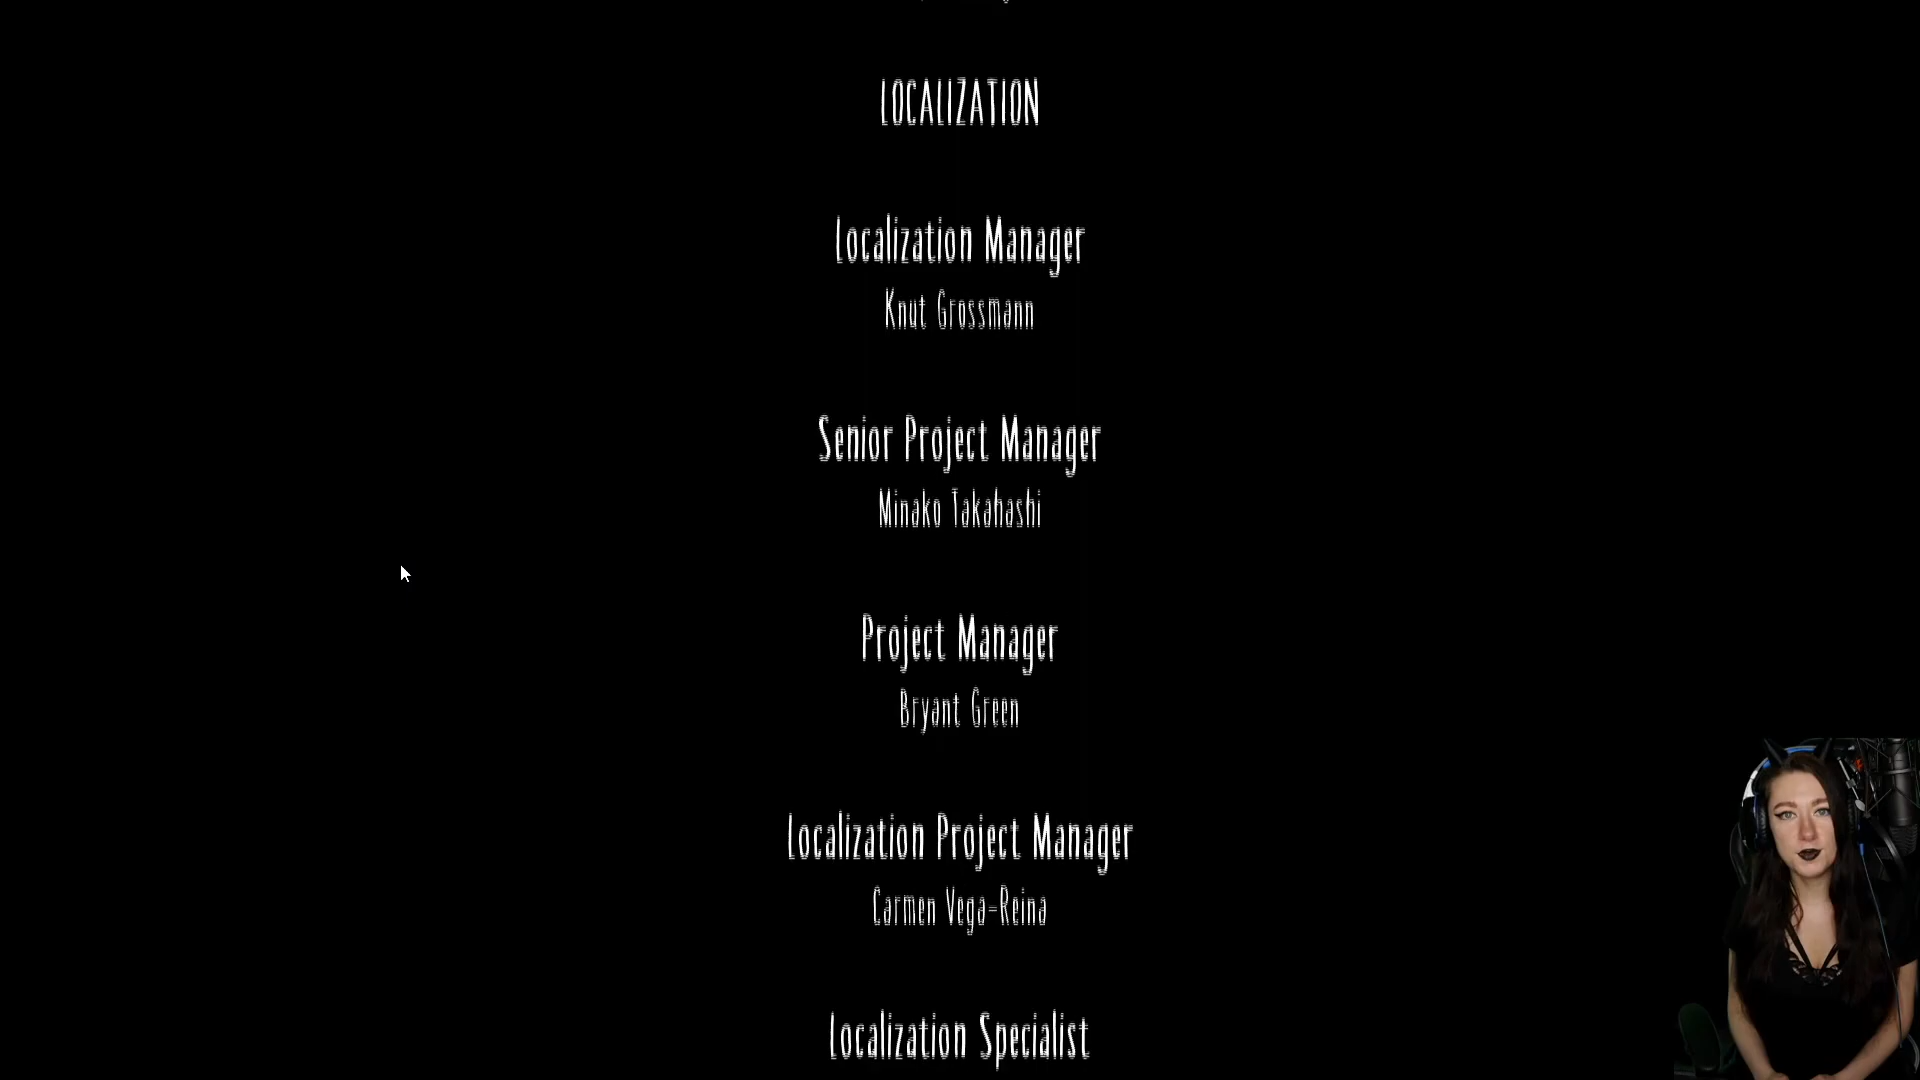 LOCALIZATION
Localization Manager
Knut Grossmann
Senior Project Manager
Minako Takahashi
Project Manager
Bryant Green
Localization Project Manager
Carmen Vega-Reina
Localization Specialist